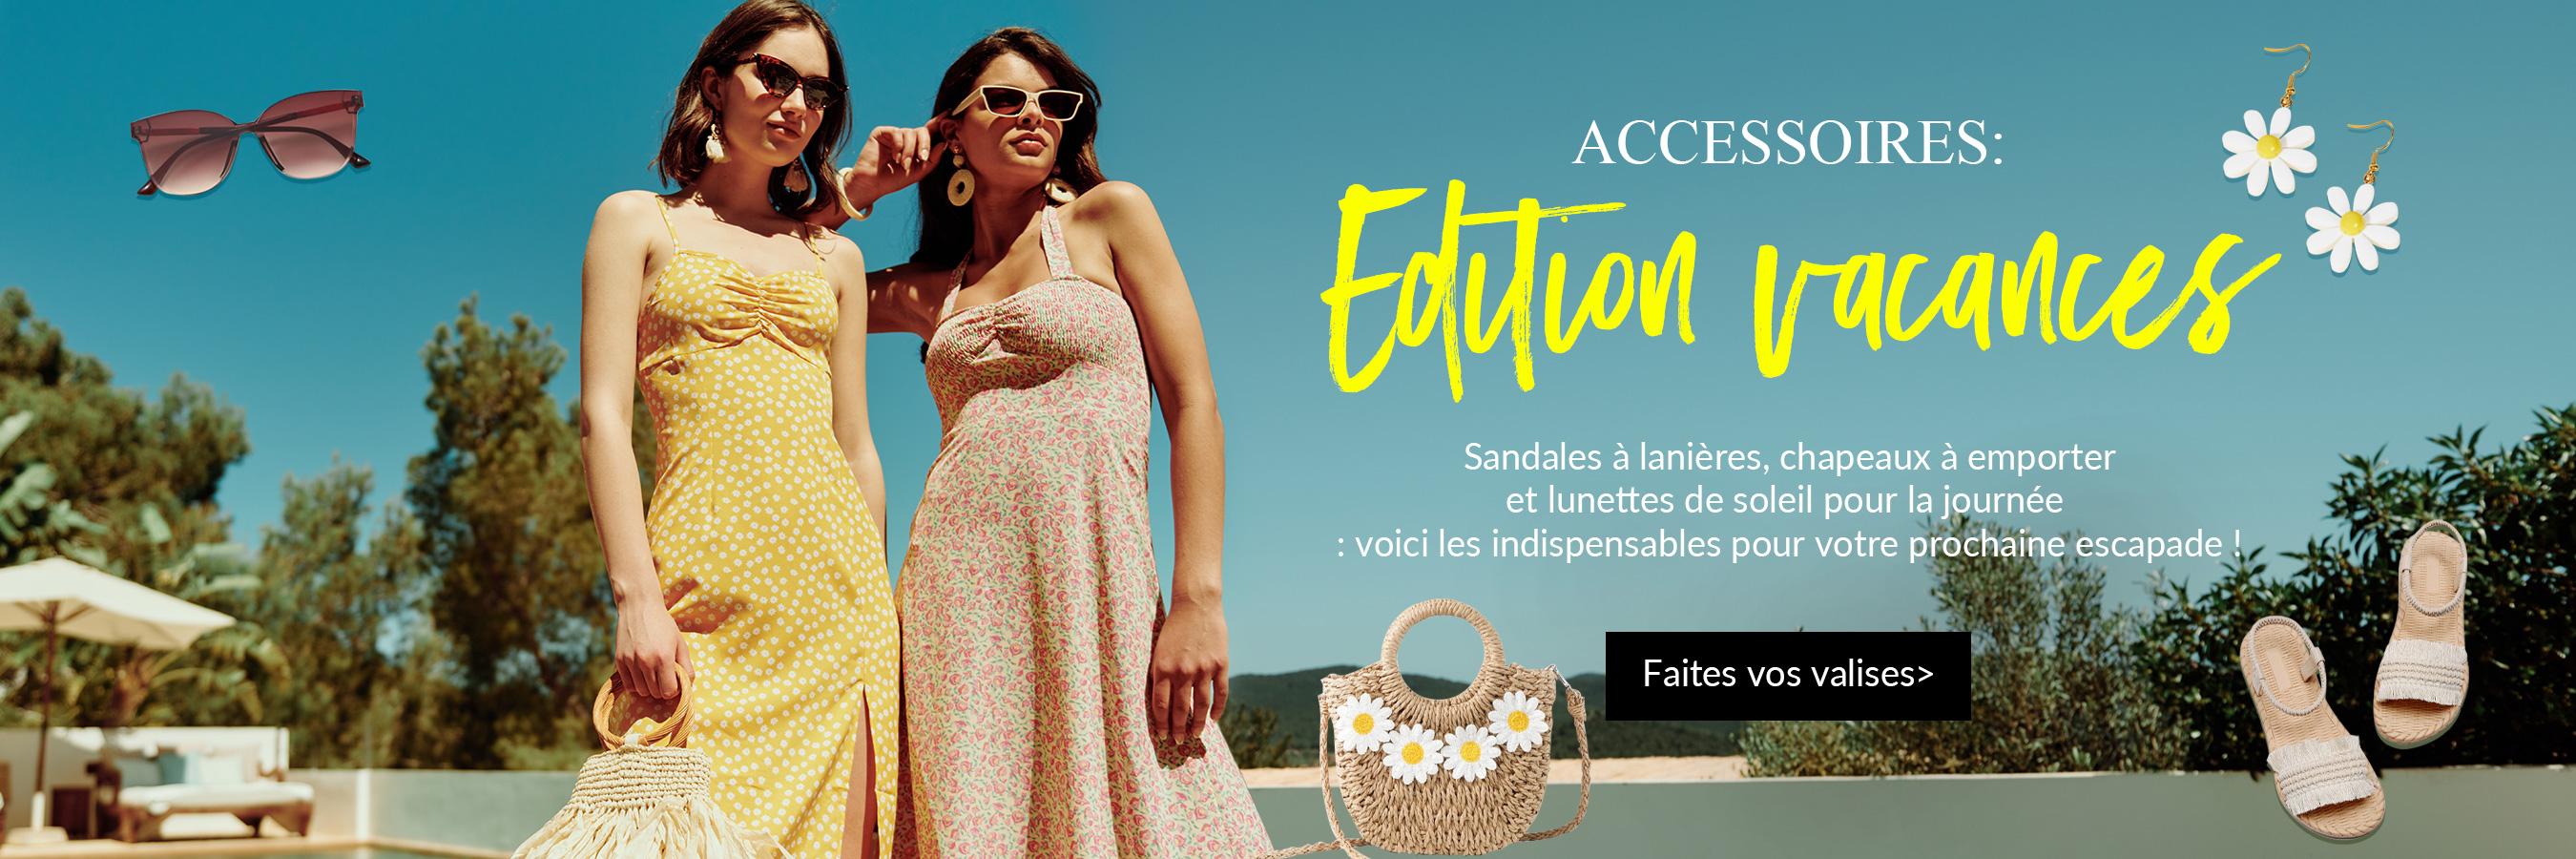 ACCESSOIRES:
Edition vacances
Sandales à lanières, chapeaux à emporter
et lunettes de soleil pour la journée
: voici les indispensables pour votre prochaine escapade !
Faites vos valises>